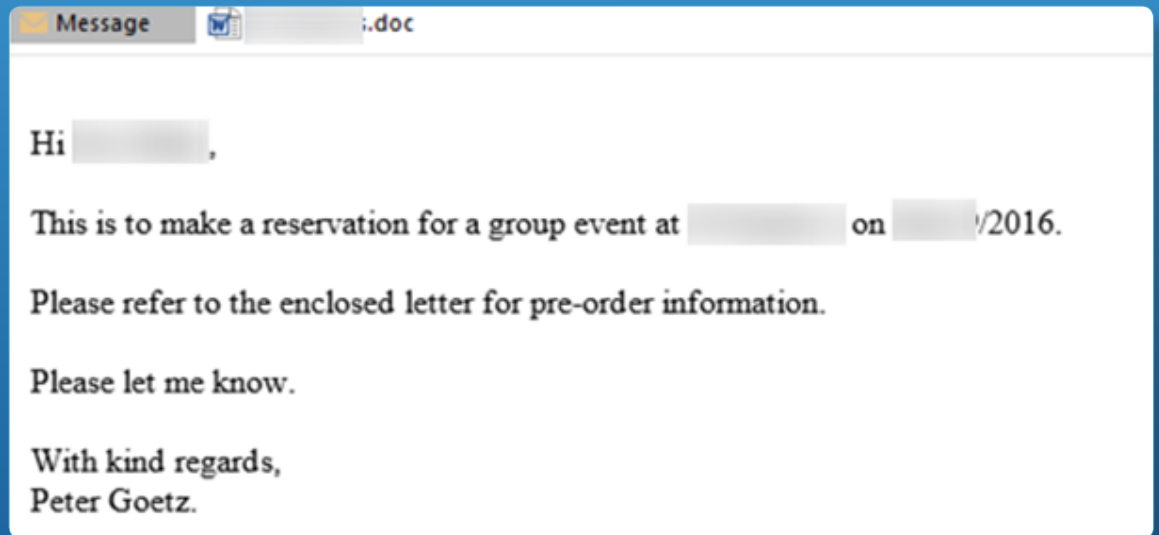 Message .doc
Hi ,
This is to make a reservation for a group event at on /2016.
Please refer to the enclosed letter for pre-order information.
Please let me know.
With kind regards,
Peter Goetz.